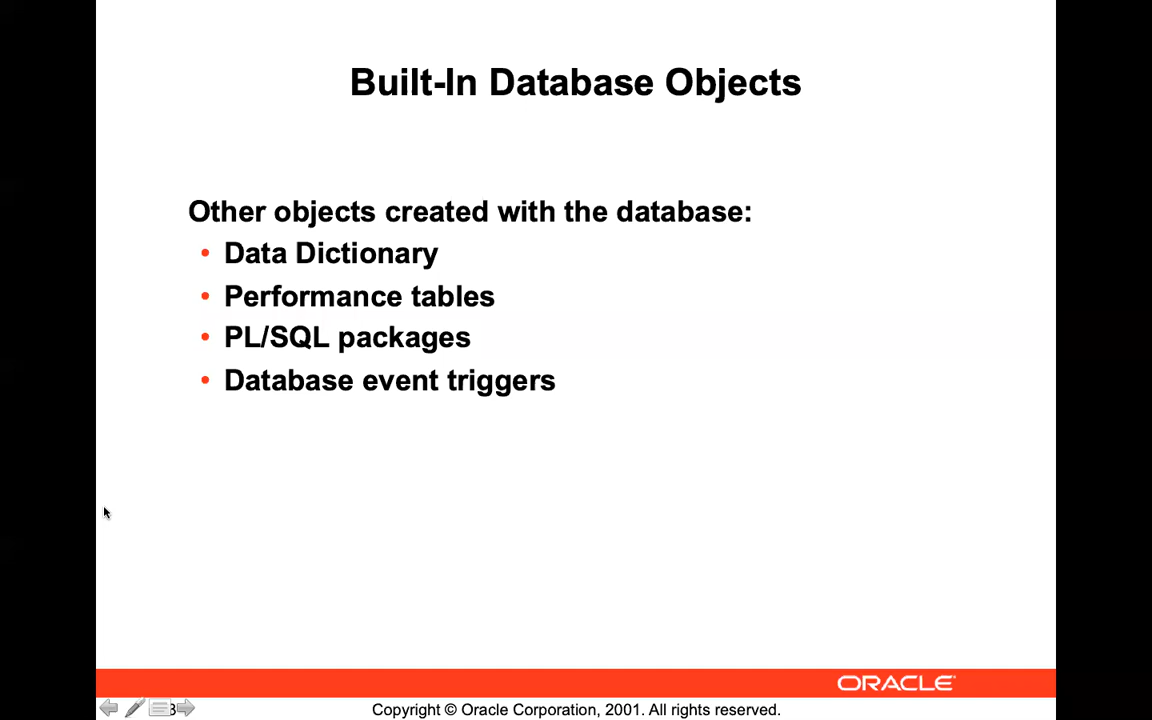 Built-In Database Objects
Other objects created with the database:
• Data Dictionary
• Performance tables
• PL/SQL packages
• Database event triggers
ORACLE
3
Copyright © Oracle Corporation, 2001. All rights reserved.